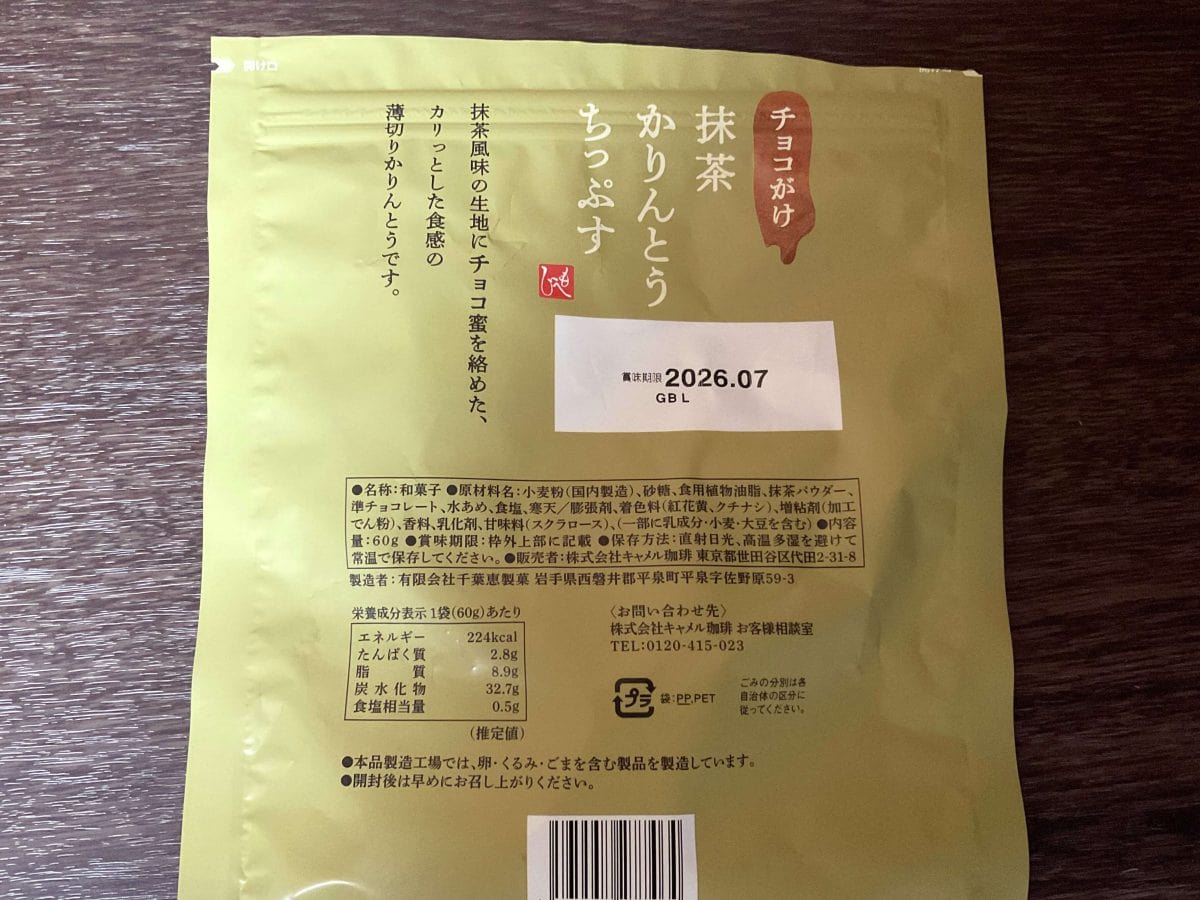 開け口
開け口
チョコがけ
抹茶
かりんとう
ちっぷす
もへじ
抹茶風味の生地にチョコ蜜を絡めた、
カリっとした食感の
薄切りかりんとうです。
賞味期限 2026.07
GBL
●名称:和菓子 ●原材料名:小麦粉(国内製造)、砂糖、食用植物油脂、抹茶パウダー、
準チョコレート、水あめ、食塩、寒天/膨張剤、着色料(紅花黄、クチナシ)、増粘剤(加工
でん粉)、香料、乳化剤、甘味料(スクラロース)、(一部に乳成分・小麦・大豆を含む) ●内容
量:60g ●賞味期限:枠外上部に記載 ●保存方法:直射日光、高温多湿を避けて
常温で保存してください。●販売者:株式会社キャメル珈琲 東京都世田谷区代田2-31-8
製造者:有限会社千葉恵製菓 岩手県西磐井郡平泉町平泉字佐野原59-3
栄養成分表示 1袋(60g)あたり
エネルギー 224kcal
たんぱく質 2.8g
脂質 8.9g
炭水化物 32.7g
食塩相当量 0.5g
(推定値)
〈お問い合わせ先〉
株式会社キャメル珈琲 お客様相談室
TEL:0120-415-023
プラ 袋:PP,PET
ごみの分別は各
自治体の区分に
従ってください。
●本品製造工場では、卵・くるみ・ごまを含む製品を製造しています。
●開封後は早めにお召し上がりください。